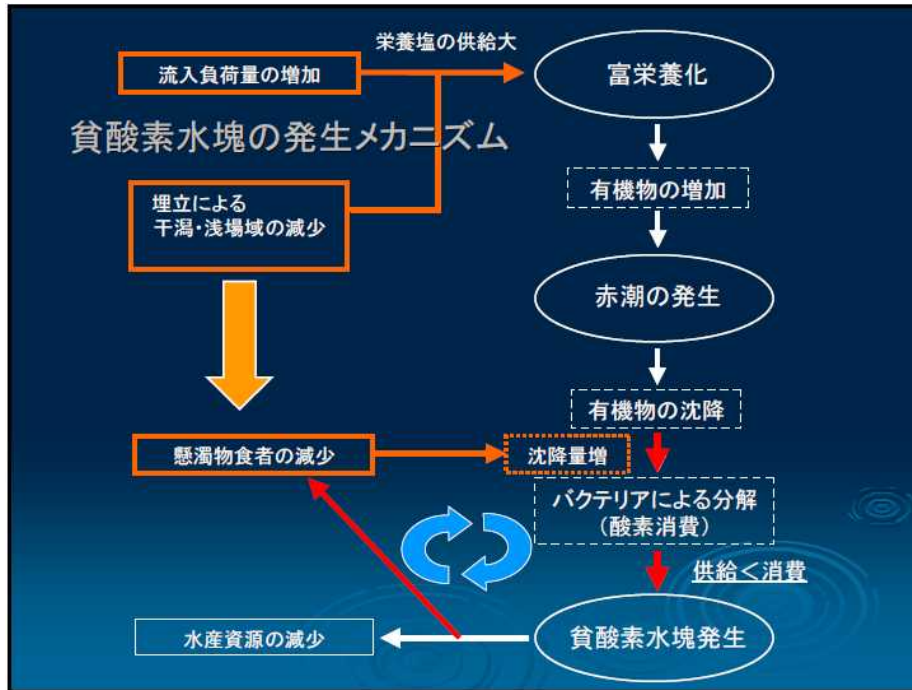 栄養塩の供給大
流入負荷量の増加
富栄養化
貧酸素水塊の発生メカニズム
有機物の増加
埋立による
干潟・浅場域の減少
赤潮の発生
有機物の沈降
懸濁物食者の減少
沈降量増
バクテリアによる分解
(酸素消費)
供給<消費
水産資源の減少
貧酸素水塊発生